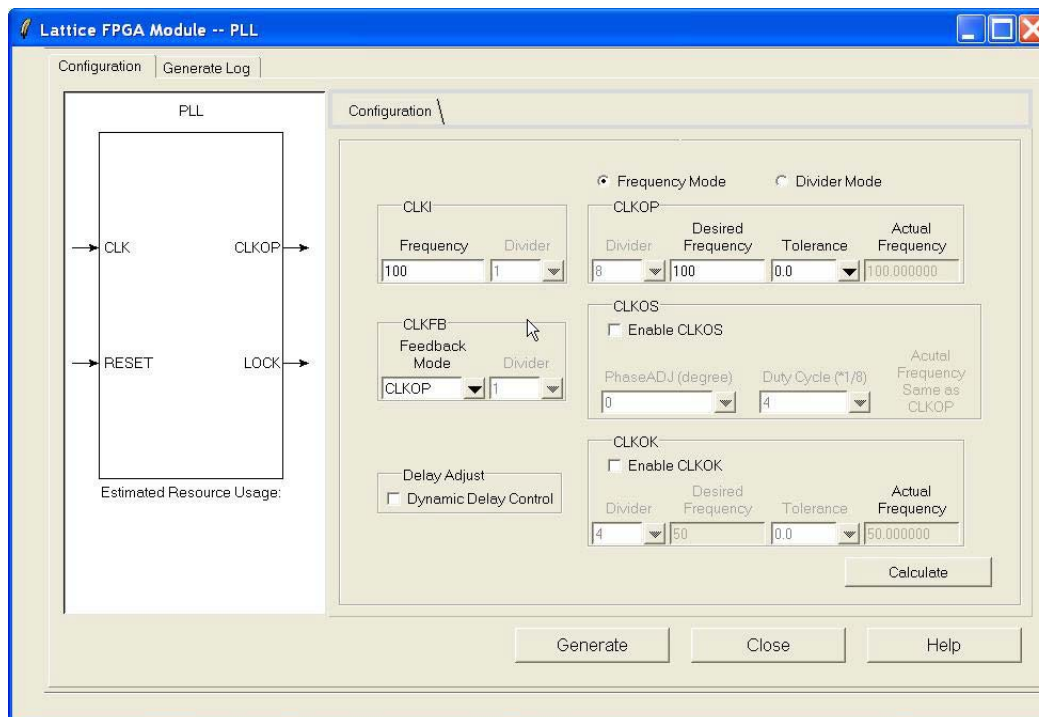 Lattice FPGA Module -- PLL
Configuration
Generate Log
PLL
CLK
CLKOP
RESET
LOCK
Estimated Resource Usage:
Configuration
Frequency Mode
Divider Mode
CLKI
Frequency
Divider
100
1
CLKOP
Divider
Desired
Frequency
Tolerance
Actual
Frequency
8
100
0.0
100.000000
CLKFB
Feedback
Mode
Divider
CLKOP
1
CLKOS
Enable CLKOS
PhaseADJ (degree)
Duty Cycle (*1/8)
Acutal
Frequency
Same as
CLKOP
0
4
Delay Adjust
Dynamic Delay Control
CLKOK
Enable CLKOK
Divider
Desired
Frequency
Tolerance
Actual
Frequency
4
50
0.0
50.000000
Calculate
Generate
Close
Help